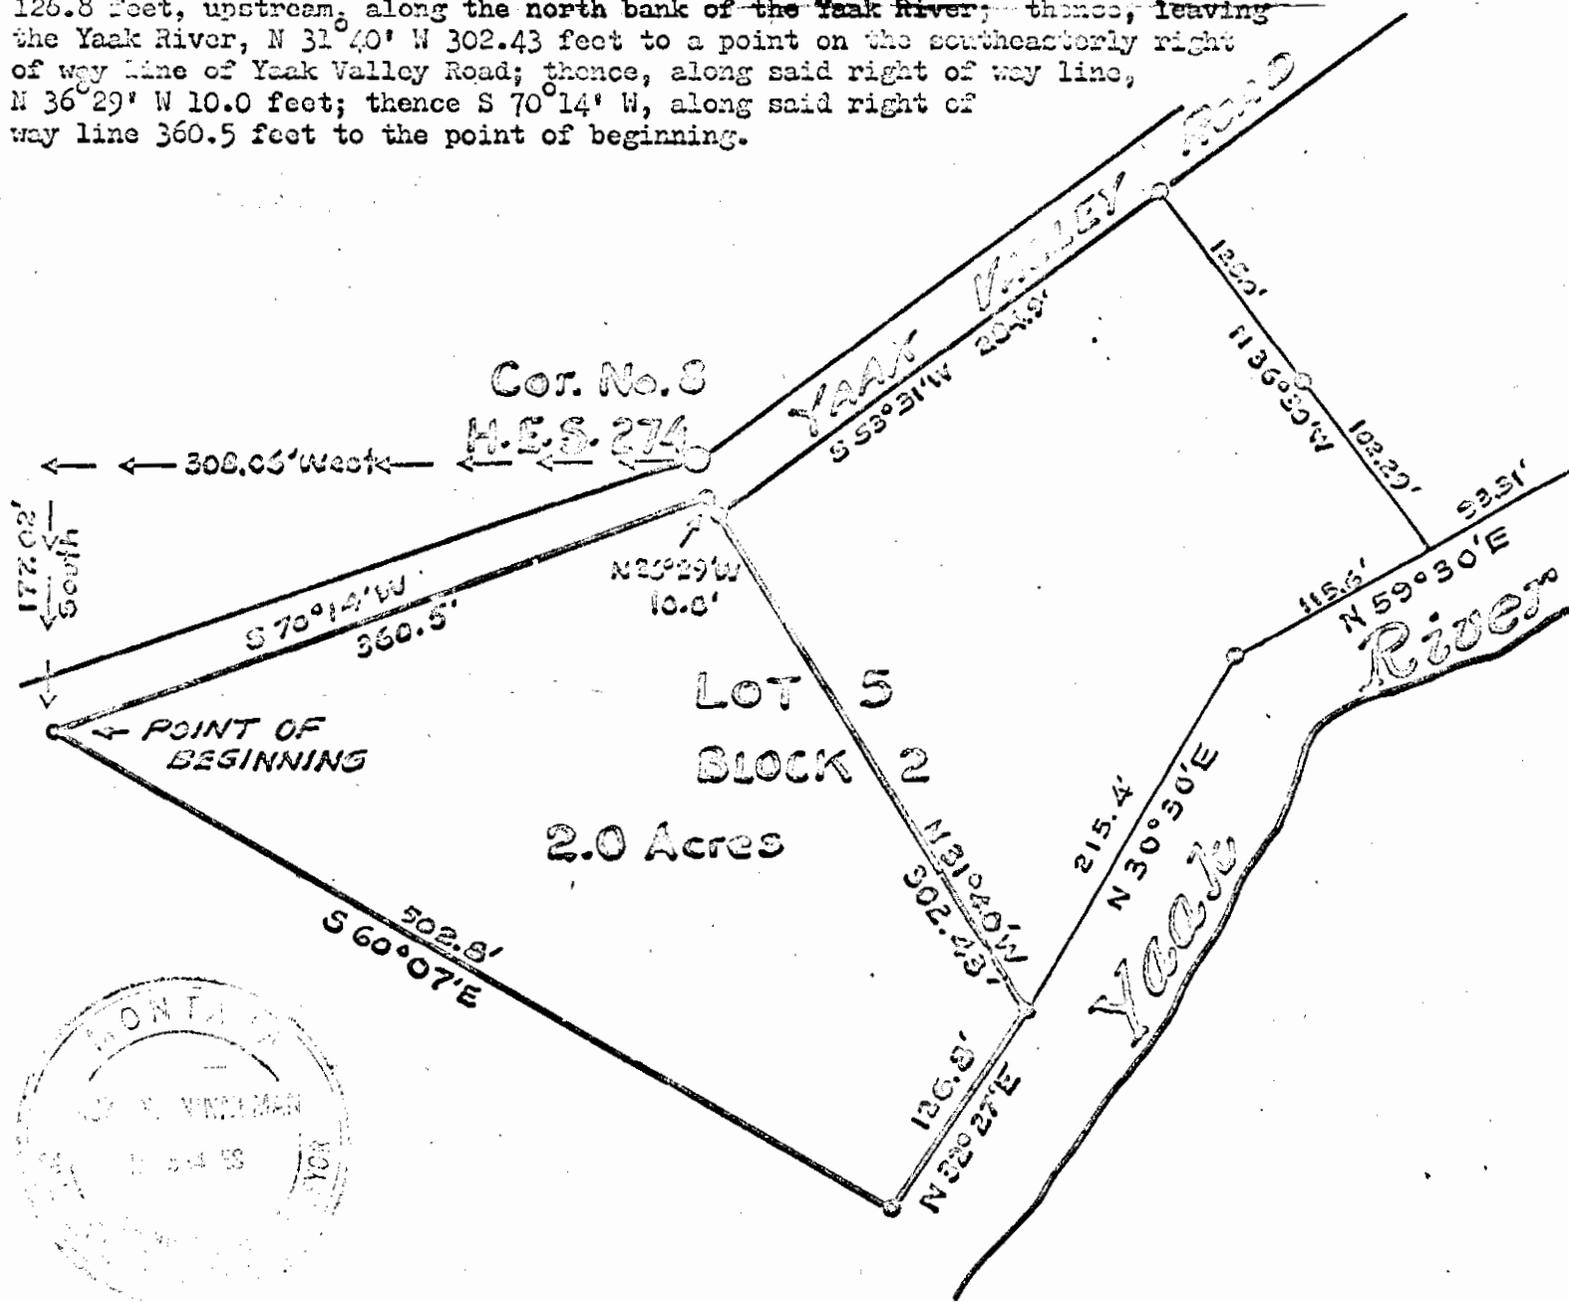 126.8 feet, upstream, along the north bank of the Yaak River; thence, leaving
the Yaak River, N 31°40' W 302.43 feet to a point on the southeasterly right
of way line of Yaak Valley Road; thence, along said right of way line,
N 36°29' W 10.0 feet; thence S 70°14' W, along said right of
way line 360.5 feet to the point of beginning.
YAAK VALLEY ROAD
S 53°31'W 204.9'
125.0'
N 36°30'W
102.29'
93.31'
115.6'
N 59°30'E
Cor. No. 8
H.E.S. 274
308.06' West
177.02'
South
S 70°14'W
360.5'
10.0'
POINT OF
BEGINNING
LOT 5
BLOCK 2
2.0 Acres
N 31°40'W
302.43'
215.4'
N 30°50'E
Yaak River
502.8'
S 60°07'E
126.8'
N 32°27'E
MONTANA